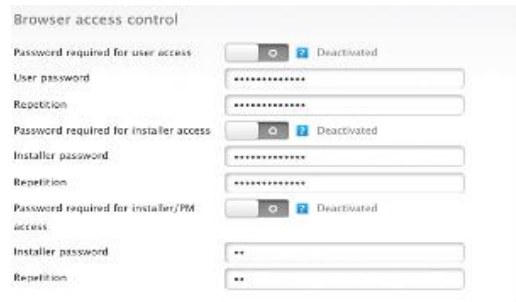 Browser access control
Password required for user access O ? Deactivated
User password •••••••••••••
Repetition •••••••••••••
Password required for installer access O ? Deactivated
Installer password •••••••••••••
Repetition •••••••••••••
Password required for installer/PM O ? Deactivated
access
Installer password ••
Repetition ••